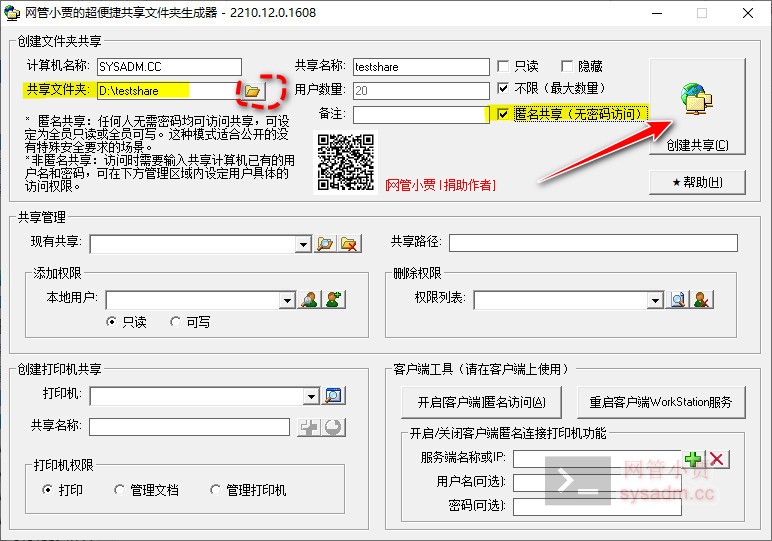 网管小贾的超便捷共享文件夹生成器 - 2210.12.0.1608
创建文件夹共享
计算机名称: SYSADM.CC
共享名称: testshare
只读
隐藏
共享文件夹: D:\testshare
用户数量: 20
不限（最大数量）
备注:
匿名共享（无密码访问）
* 匿名共享：任何人无需密码均可访问共享，可
设定为全员只读或全员可写。这种模式适合公开的没
有特殊安全要求的场景。
*非匿名共享：访问时需要输入共享计算机已有的用
户名和密码，可在下方管理区域内设定用户具体的
访问权限。
[网管小贾 | 捐助作者]
创建共享(C)
★帮助(H)
共享管理
现有共享:
共享路径:
添加权限
本地用户:
只读
可写
删除权限
权限列表:
创建打印机共享
打印机:
共享名称:
打印机权限
打印
管理文档
管理打印机
客户端工具（请在客户端上使用）
开启[客户端]匿名访问(A)
重启客户端WorkStation服务
开启/关闭客户端匿名连接打印机功能
服务端名称或IP:
用户名(可选):
密码(可选):
网管小贾
sysadm.cc